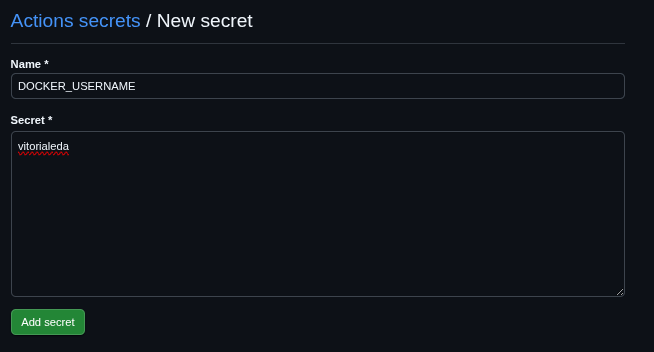 Actions secrets / New secret
Name *
DOCKER_USERNAME
Secret *
vitorialeda
Add secret